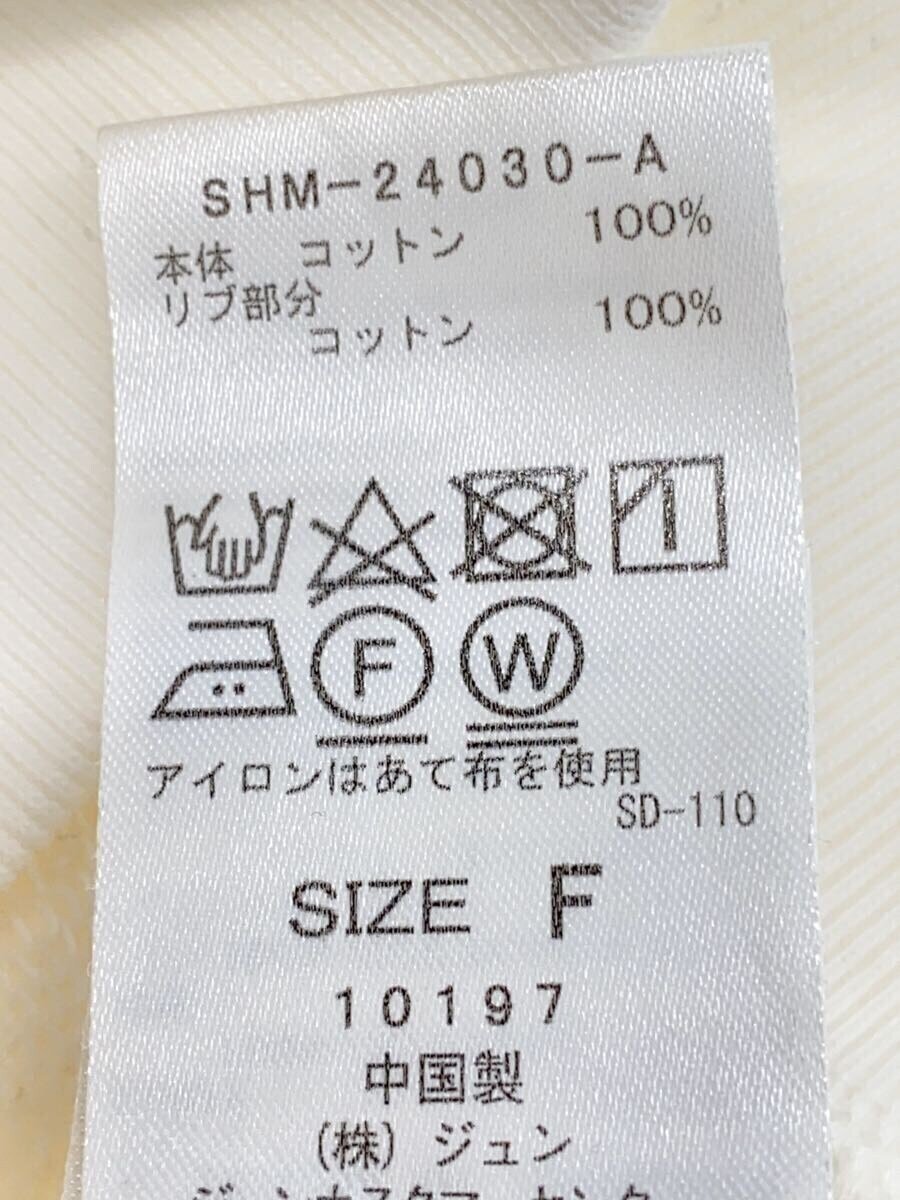 SHM-24030-A
本体 コットン 100%
リブ部分
コットン 100%
F W
アイロンはあて布を使用
SD-110
SIZE F
10197
中国製
(株) ジュン